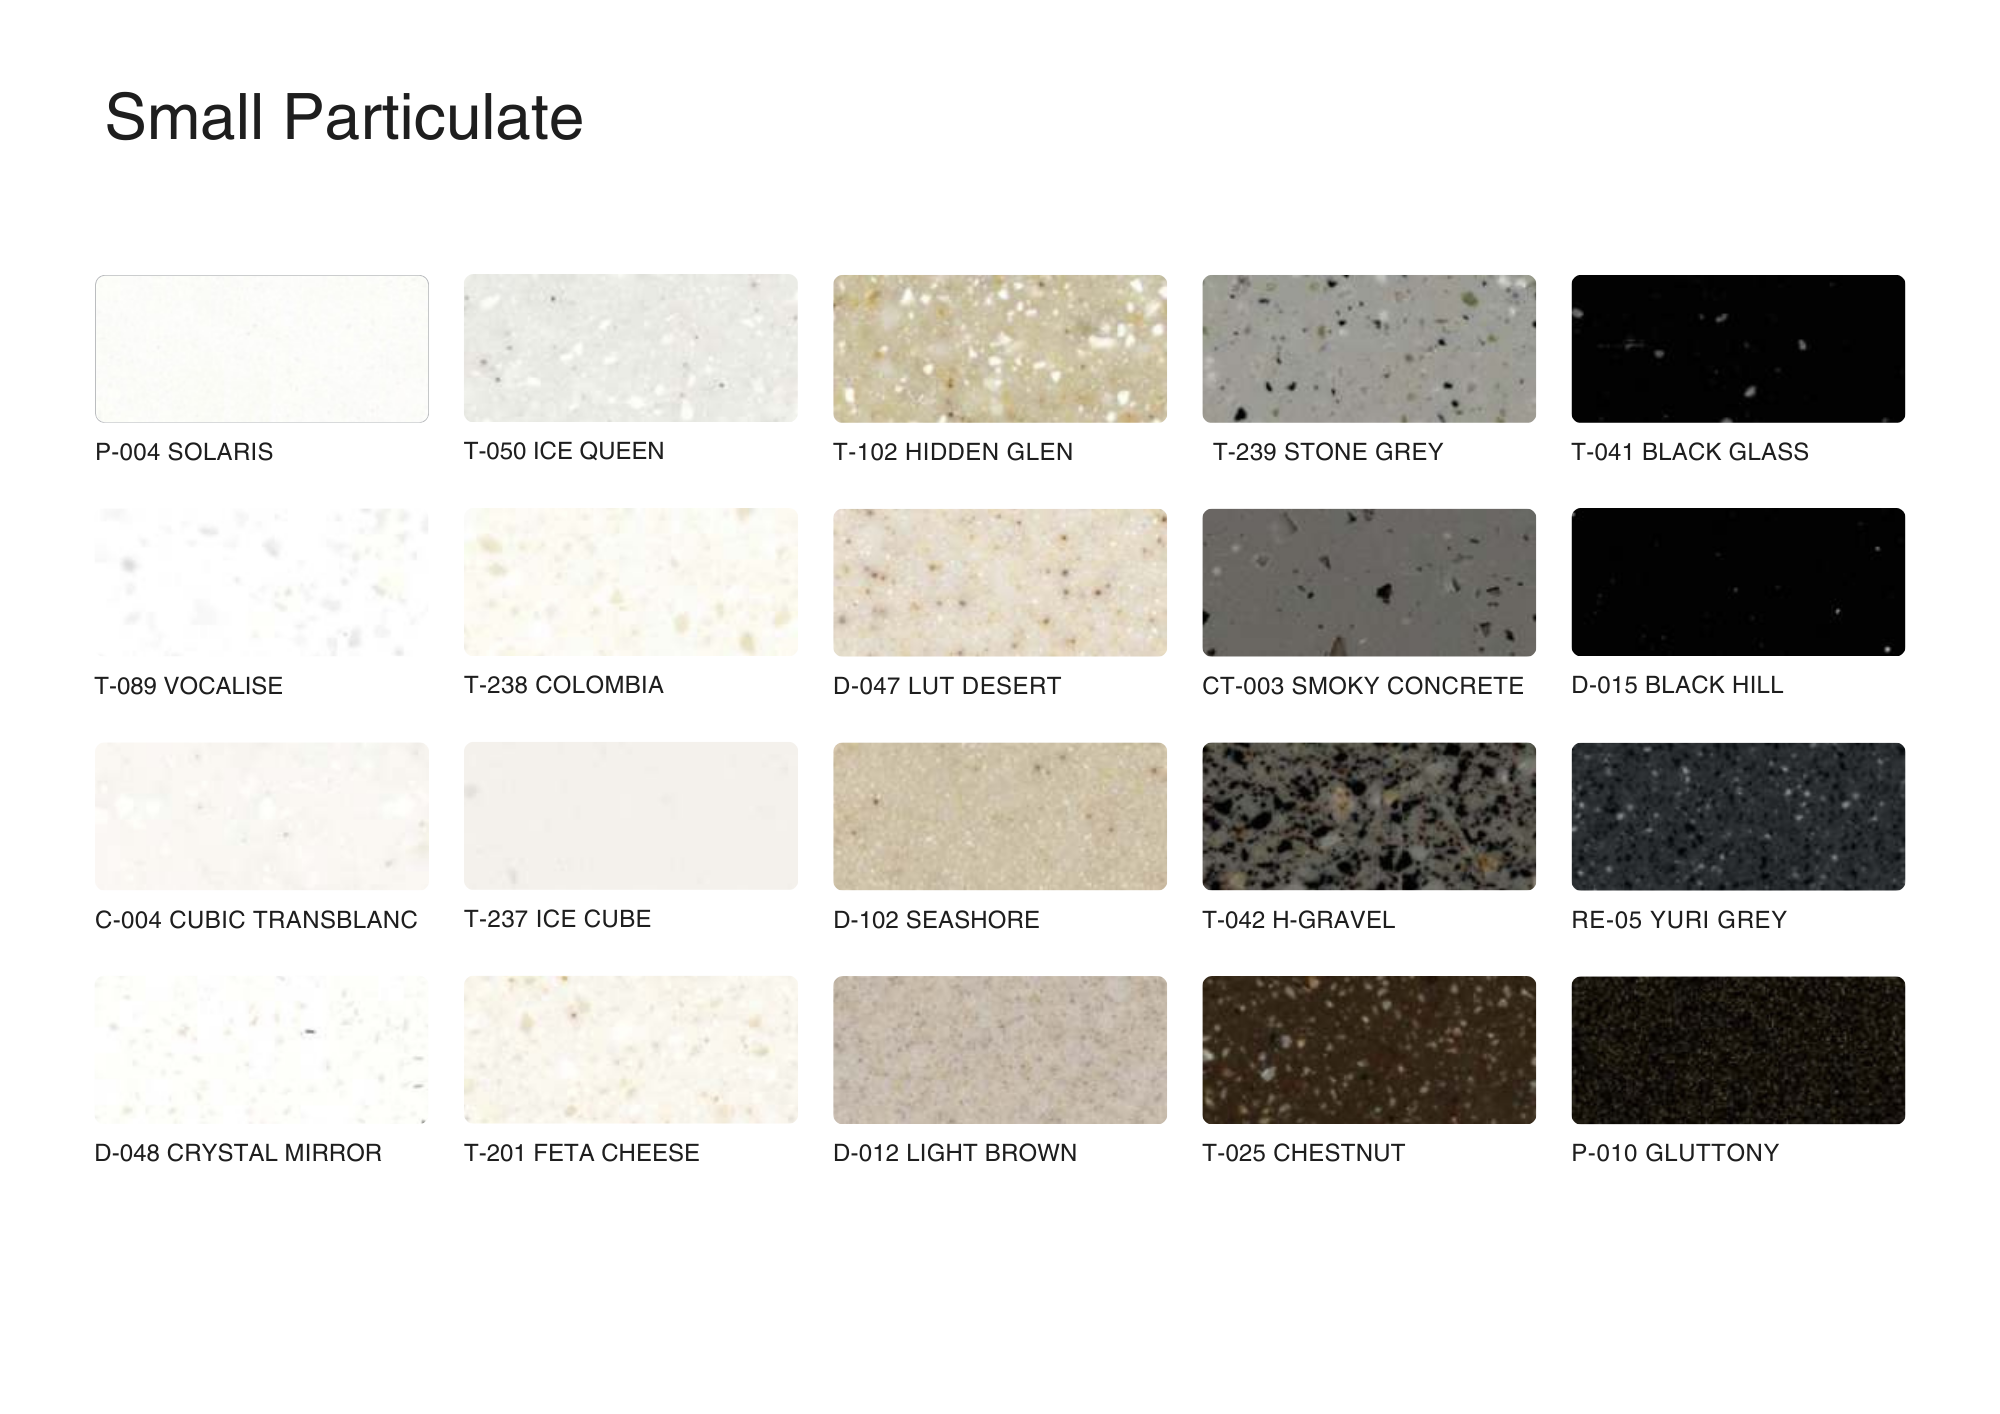 Small Particulate
P-004 SOLARIS
T-050 ICE QUEEN
T-102 HIDDEN GLEN
T-239 STONE GREY
T-041 BLACK GLASS
T-089 VOCALISE
T-238 COLOMBIA
D-047 LUT DESERT
CT-003 SMOKY CONCRETE
D-015 BLACK HILL
C-004 CUBIC TRANSBLANC
T-237 ICE CUBE
D-102 SEASHORE
T-042 H-GRAVEL
RE-05 YURI GREY
D-048 CRYSTAL MIRROR
T-201 FETA CHEESE
D-012 LIGHT BROWN
T-025 CHESTNUT
P-010 GLUTTONY